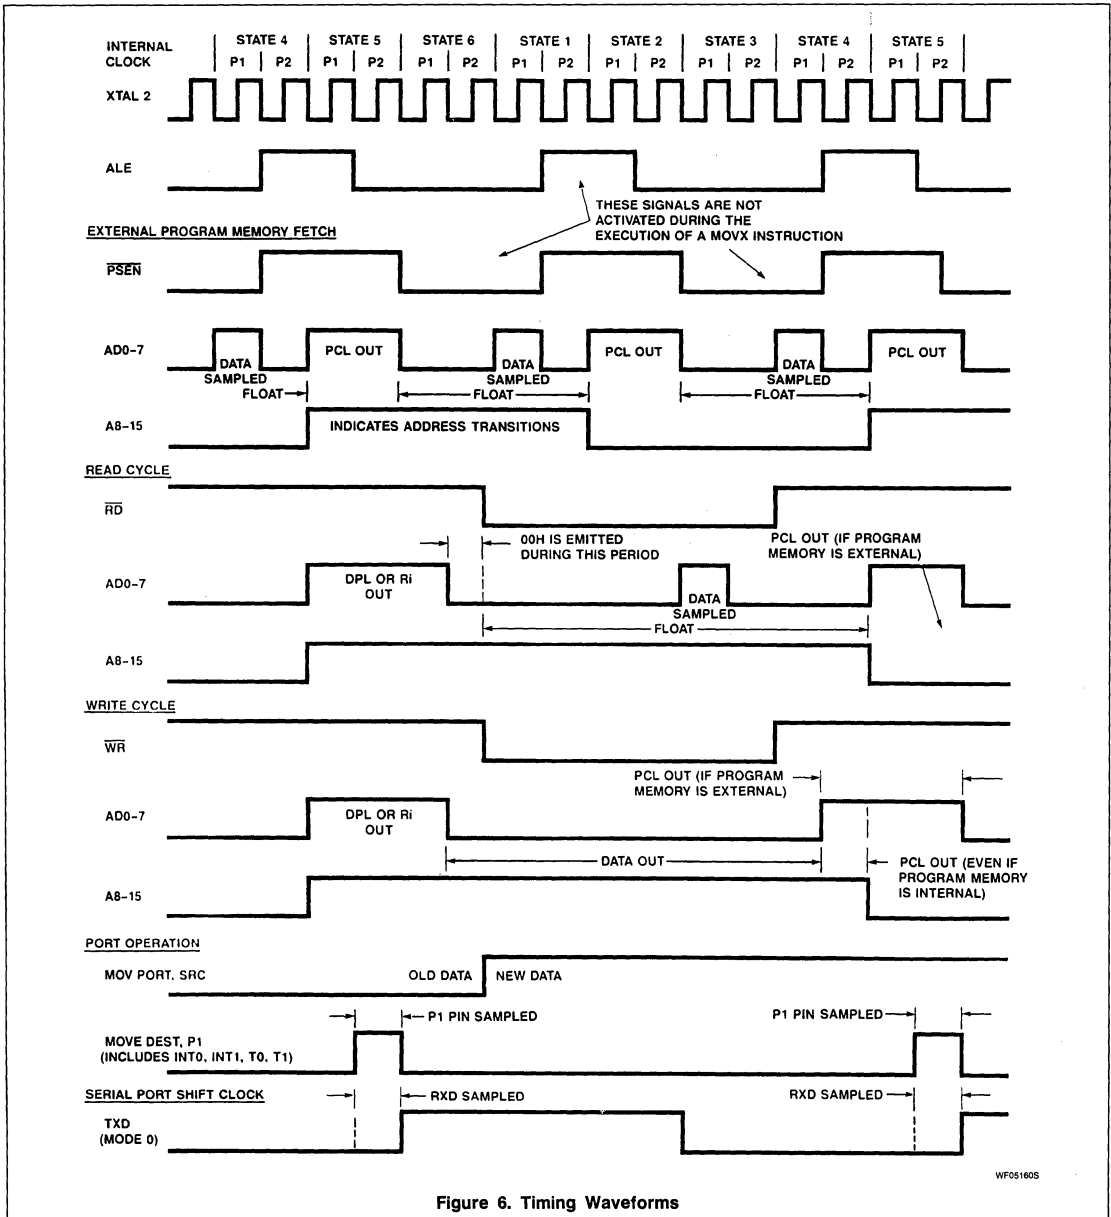 INTERNAL CLOCK
STATE 4 STATE 5 STATE 6 STATE 1 STATE 2 STATE 3 STATE 4 STATE 5
P1 P2 P1 P2 P1 P2 P1 P2 P1 P2 P1 P2 P1 P2 P1 P2
XTAL 2
ALE
THESE SIGNALS ARE NOT
ACTIVATED DURING THE
EXECUTION OF A MOVX INSTRUCTION
EXTERNAL PROGRAM MEMORY FETCH
PSEN
AD0-7
DATA SAMPLED
PCL OUT
DATA SAMPLED
PCL OUT
DATA SAMPLED
PCL OUT
FLOAT FLOAT FLOAT
A8-15
INDICATES ADDRESS TRANSITIONS
READ CYCLE
RD
00H IS EMITTED
DURING THIS PERIOD
PCL OUT (IF PROGRAM
MEMORY IS EXTERNAL)
AD0-7
DPL OR Ri
OUT
DATA
SAMPLED
FLOAT
A8-15
WRITE CYCLE
WR
PCL OUT (IF PROGRAM
MEMORY IS EXTERNAL)
AD0-7
DPL OR Ri
OUT
DATA OUT
PCL OUT (EVEN IF
PROGRAM MEMORY
IS INTERNAL)
A8-15
PORT OPERATION
MOV PORT, SRC
OLD DATA NEW DATA
P1 PIN SAMPLED P1 PIN SAMPLED
MOVE DEST, P1
(INCLUDES INT0, INT1, T0, T1)
SERIAL PORT SHIFT CLOCK
RXD SAMPLED RXD SAMPLED
TXD
(MODE 0)
WF05160S
Figure 6. Timing Waveforms